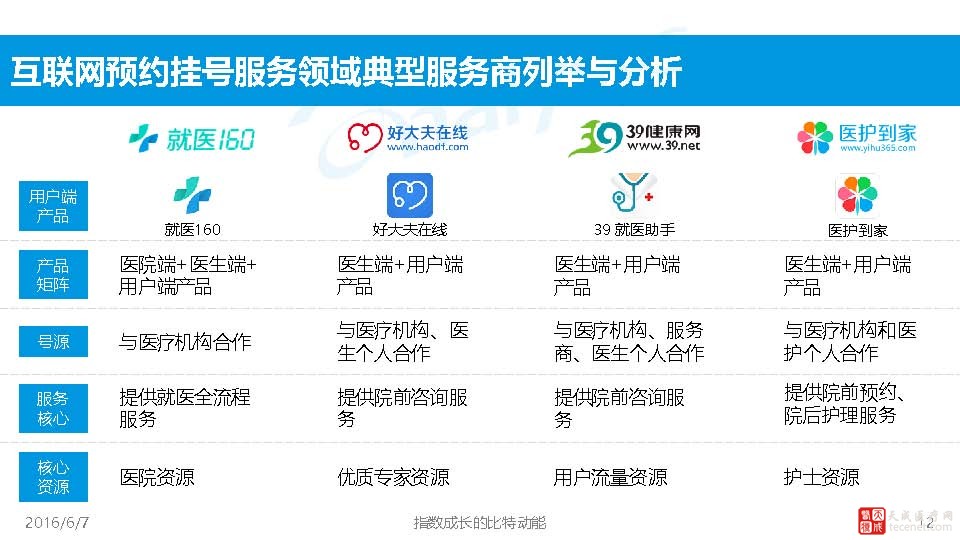 互联网预约挂号服务领域典型服务商列举与分析
就医160
好大夫在线
www.haodf.com
39健康网
www.39.net
医护到家
www.yihu365.com
用户端
产品
就医160
好大夫在线
39 就医助手
医护到家
产品
矩阵
医院端+医生端+
用户端产品
医生端+用户端
产品
医生端+用户端
产品
医生端+用户端
产品
号源
与医疗机构合作
与医疗机构、医
生个人合作
与医疗机构、服务
商、医生个人合作
与医疗机构和医
护个人合作
服务
核心
提供就医全流程
服务
提供院前咨询服
务
提供院前咨询服
务
提供院前预约、
院后护理服务
核心
资源
医院资源
优质专家资源
用户流量资源
护士资源
2016/6/7
指数成长的比特动能
12
天成医疗网
tecenet.com